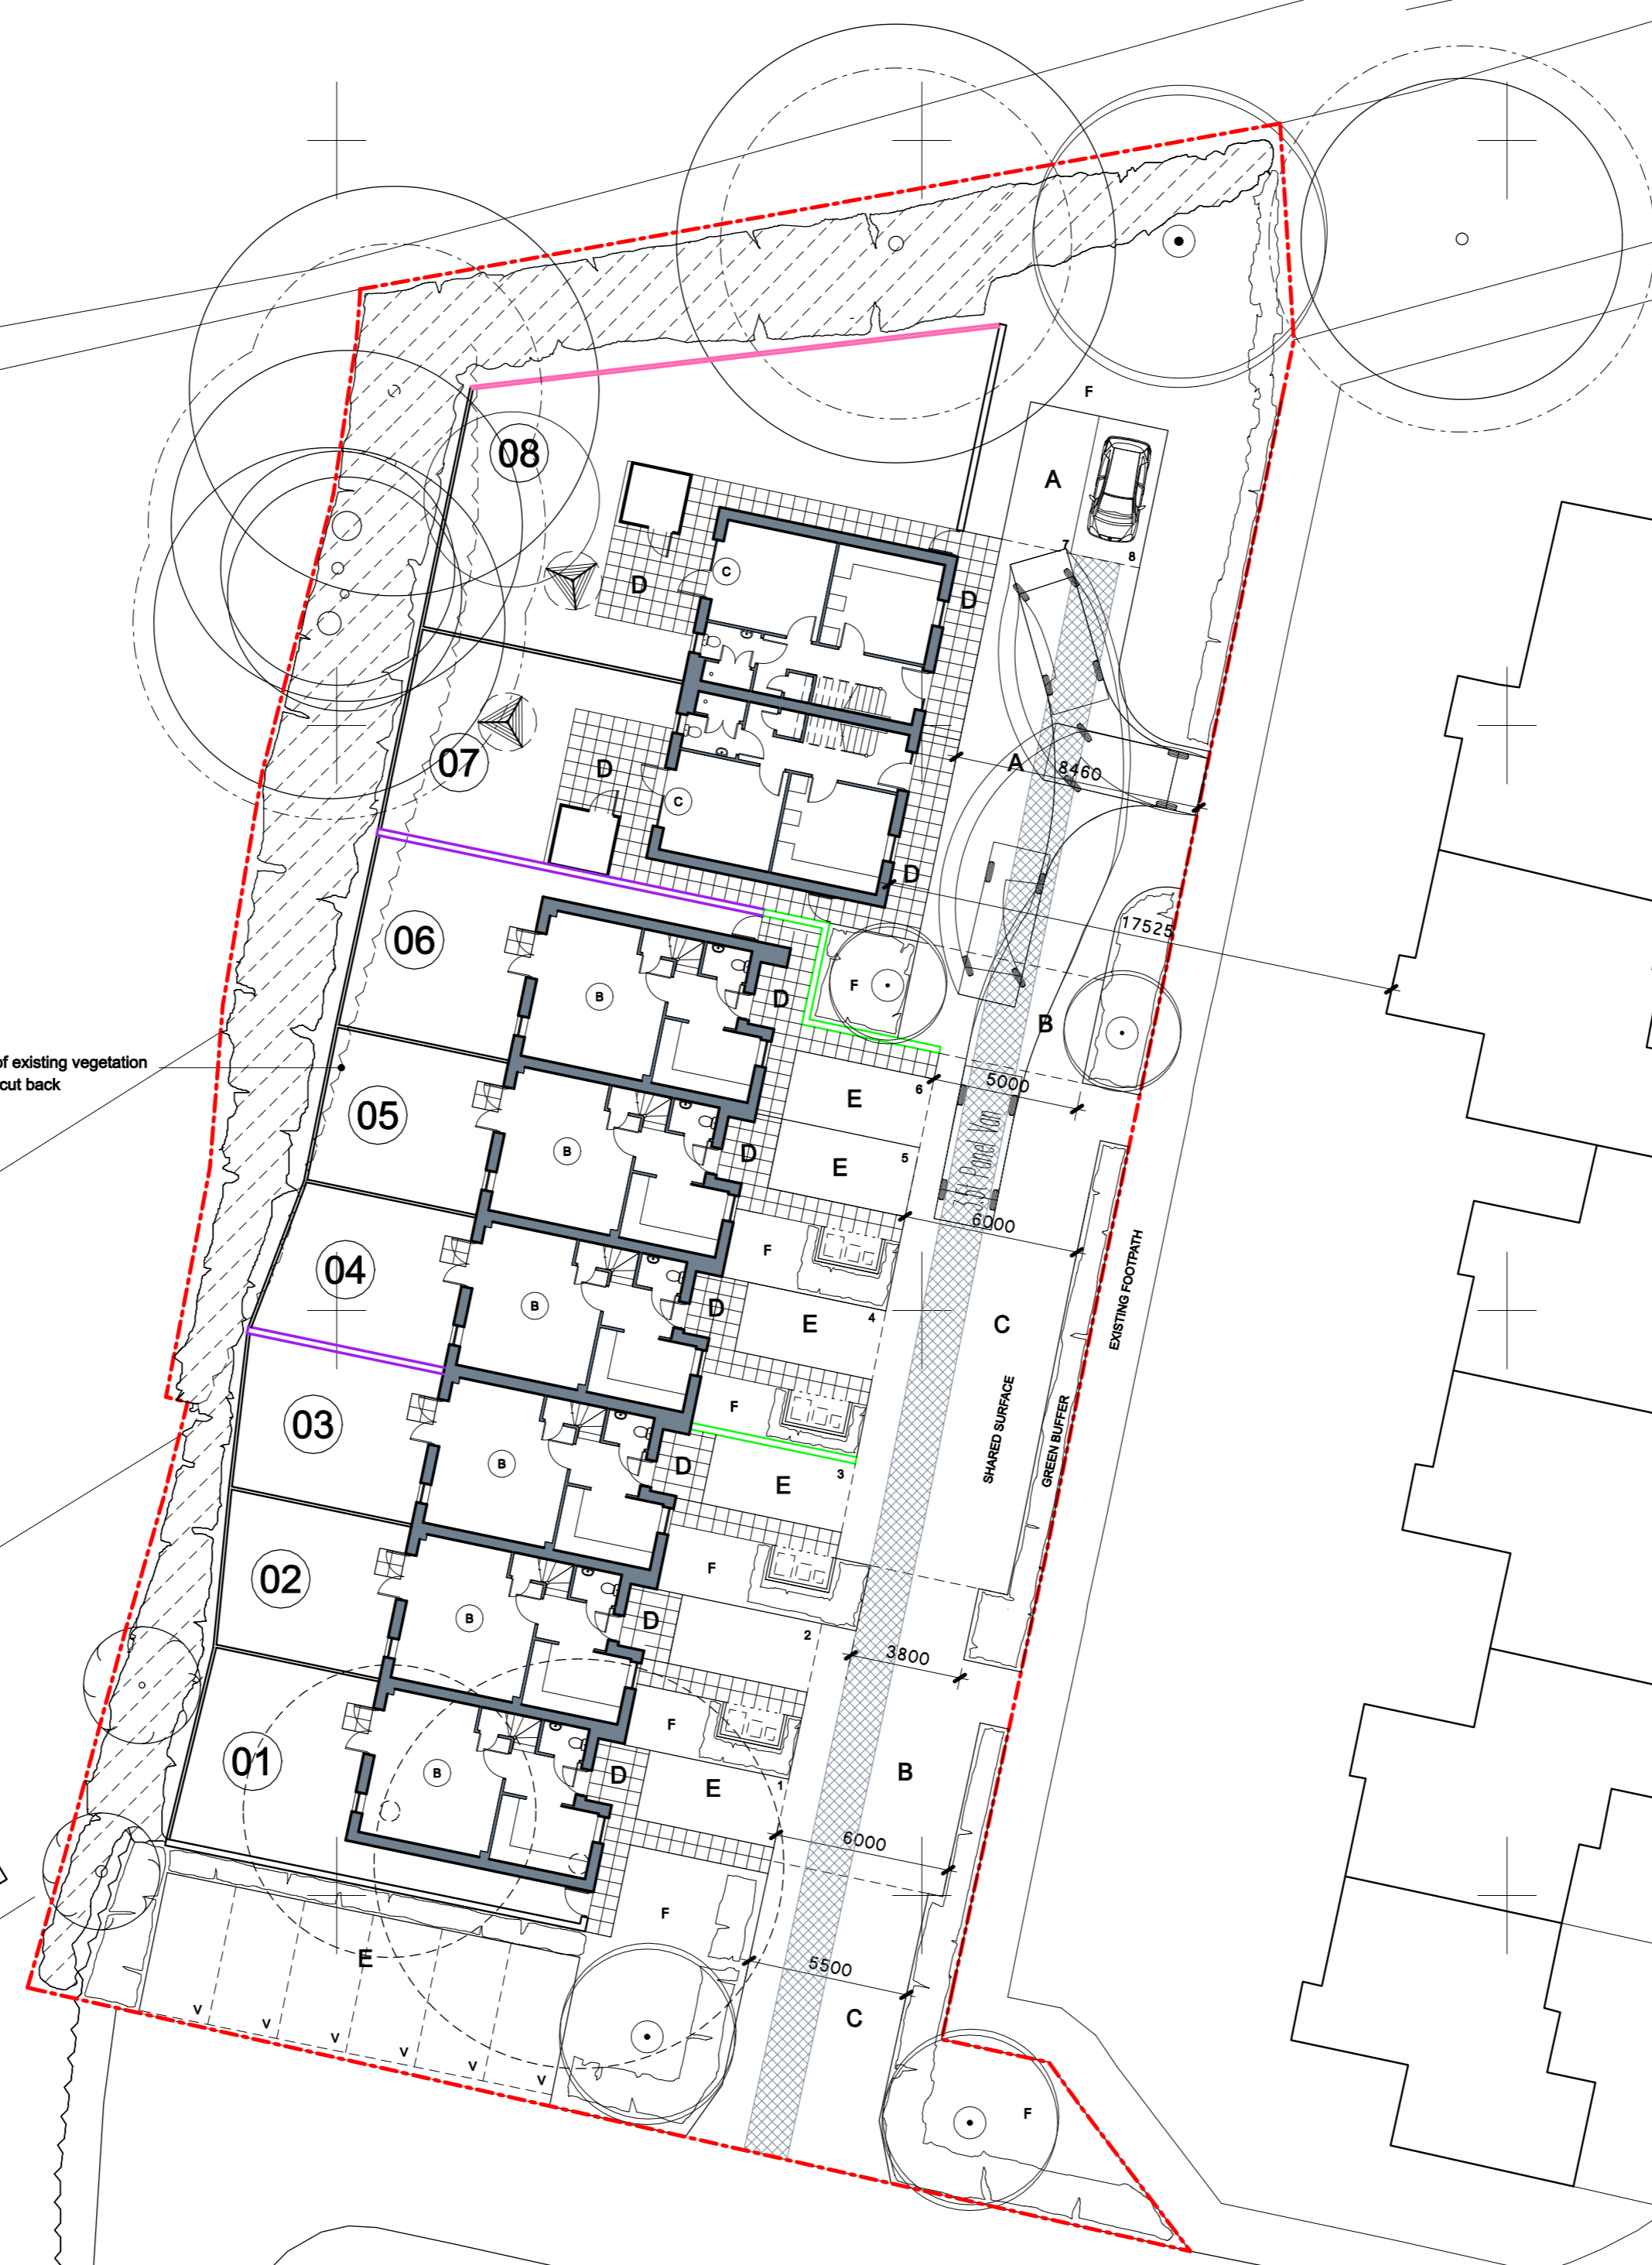 F
08
A
8
7
C
D
D
07
A
8460
D
C
D
17525
06
F
B
D
B
of existing vegetation
cut back
5000
6
E
05
3.5t Panel Van
5
B
D
E
6000
F
EXISTING FOOTPATH
04
B
D
E
4
C
F
SHARED SURFACE
GREEN BUFFER
03
B
D
E
3
02
F
B
D
2
3800
F
01
B
D
E
1
B
6000
F
E
5500
C
V
V
V
V
V
V
F